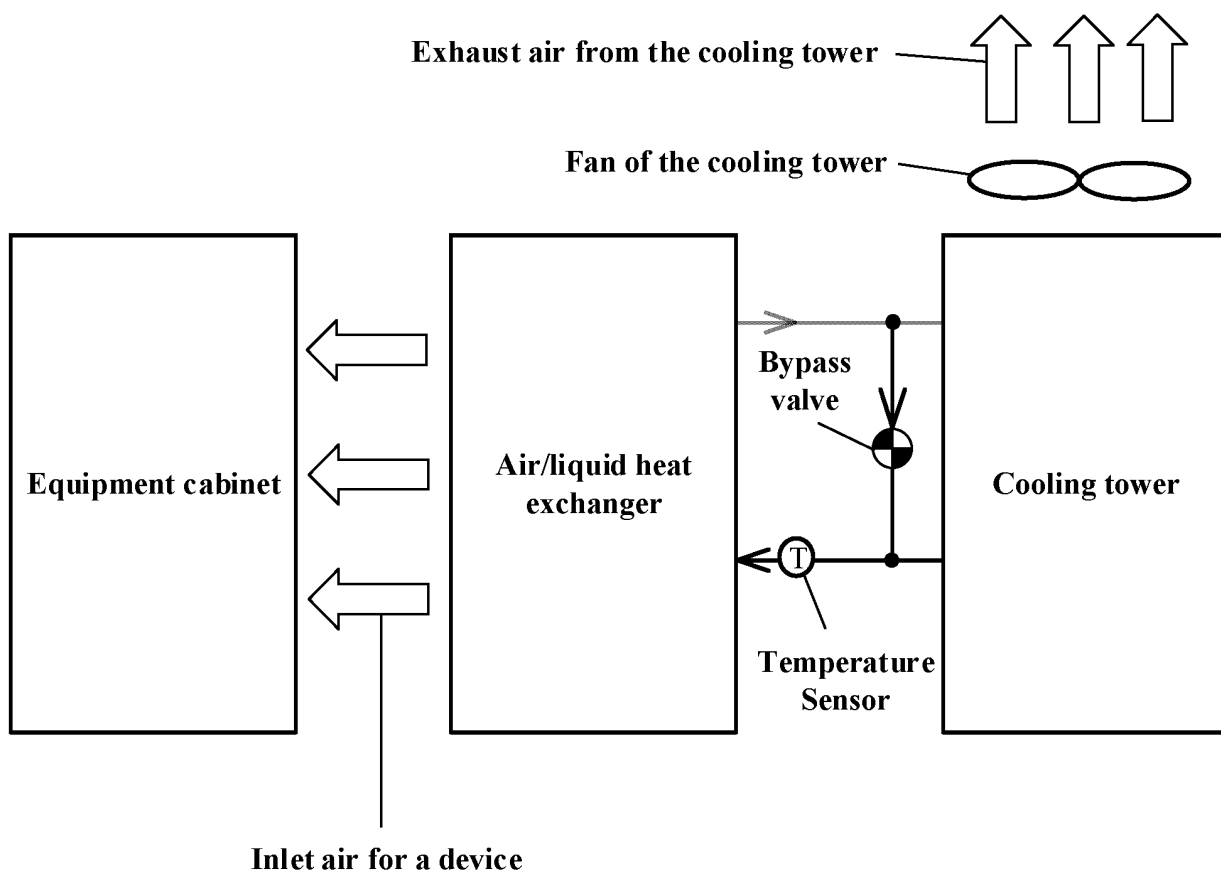 Exhaust air from the cooling tower
Fan of the cooling tower
Bypass
valve
Equipment cabinet
Air/liquid heat
exchanger
Cooling tower
T
Temperature
Sensor
Inlet air for a device